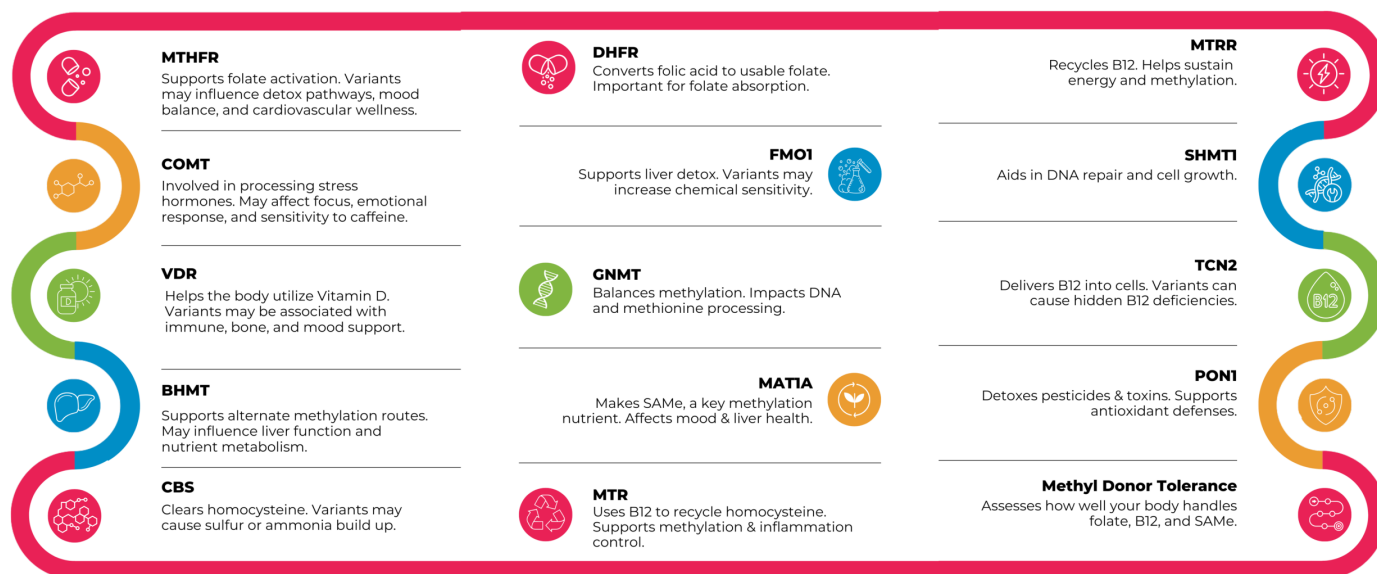 MTHFR
Supports folate activation. Variants
may influence detox pathways, mood
balance, and cardiovascular wellness.
COMT
Involved in processing stress
hormones. May affect focus, emotional
response, and sensitivity to caffeine.
VDR
Helps the body utilize Vitamin D.
Variants may be associated with
immune, bone, and mood support.
D
BHMT
Supports alternate methylation routes.
May influence liver function and
nutrient metabolism.
CBS
Clears homocysteine. Variants may
cause sulfur or ammonia build up.
DHFR
Converts folic acid to usable folate.
Important for folate absorption.
FMO1
Supports liver detox. Variants may
increase chemical sensitivity.
GNMT
Balances methylation. Impacts DNA
and methionine processing.
MAT1A
Makes SAMe, a key methylation
nutrient. Affects mood & liver health.
MTR
Uses B12 to recycle homocysteine.
Supports methylation & inflammation
control.
MTRR
Recycles B12. Helps sustain
energy and methylation.
SHMT1
Aids in DNA repair and cell growth.
TCN2
Delivers B12 into cells. Variants can
cause hidden B12 deficiencies.
B12
PON1
Detoxes pesticides & toxins. Supports
antioxidant defenses.
Methyl Donor Tolerance
Assesses how well your body handles
folate, B12, and SAMe.